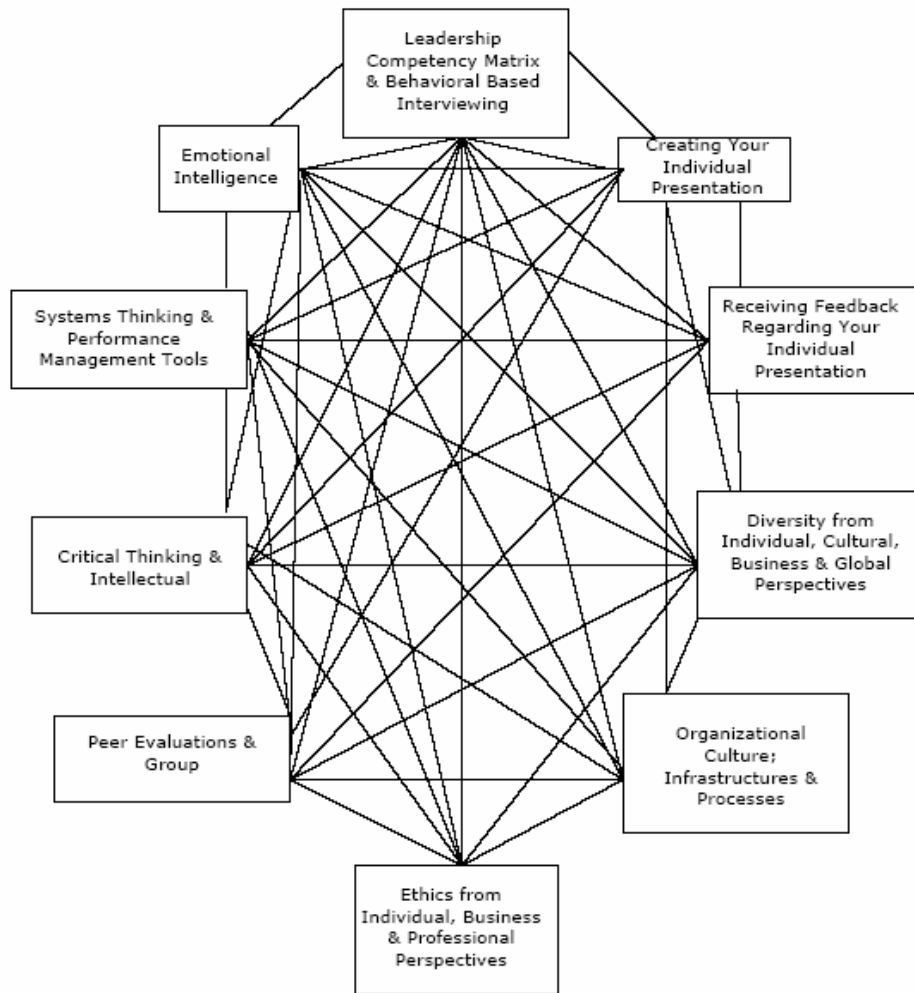 Leadership
Competency Matrix
& Behavioral Based
Interviewing
Emotional
Intelligence
Creating Your
Individual
Presentation
Systems Thinking &
Performance
Management Tools
Receiving Feedback
Regarding Your
Individual
Presentation
Critical Thinking &
Intellectual
Diversity from
Individual, Cultural,
Business & Global
Perspectives
Peer Evaluations &
Group
Organizational
Culture;
Infrastructures &
Processes
Ethics from
Individual, Business
& Professional
Perspectives